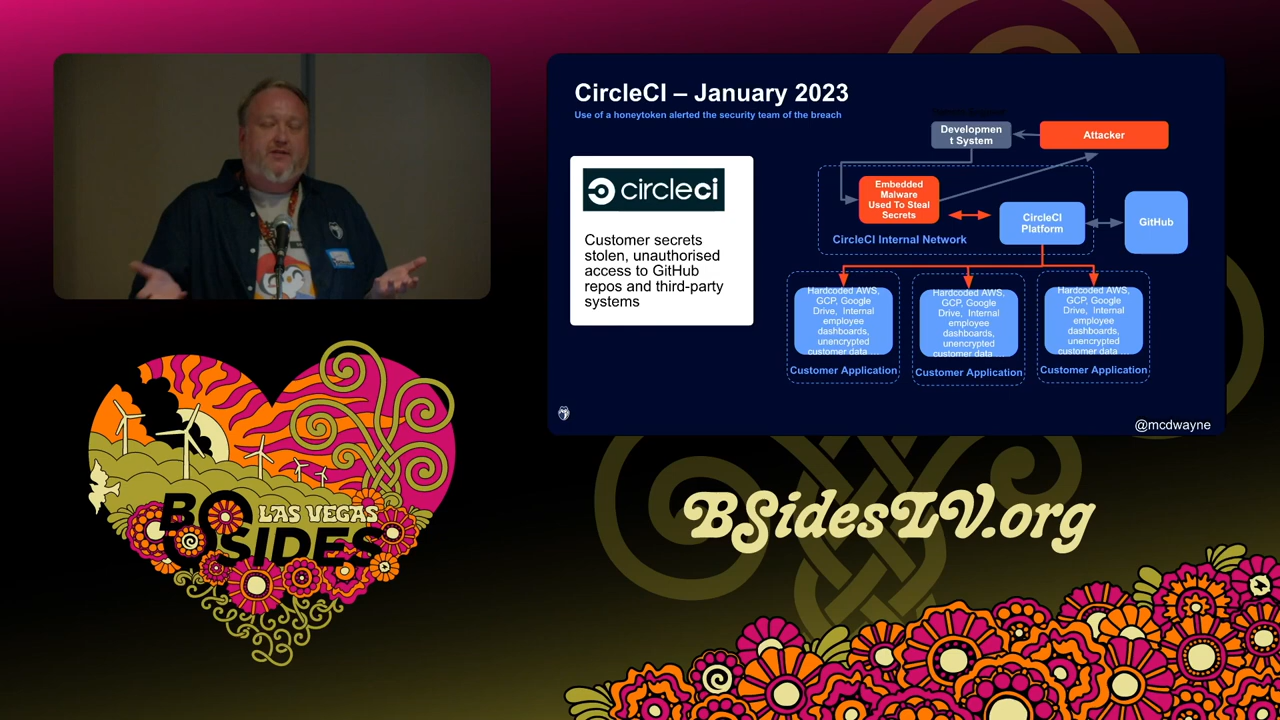 CircleCI – January 2023
Use of a honeytoken alerted the security team of the breach
circleci
Customer secrets
stolen, unauthorised
access to GitHub
repos and third-party
systems
Developmen
t System
Attacker
Embedded
Malware
Used To Steal
Secrets
CircleCI
Platform
GitHub
CircleCI Internal Network
Hardcoded AWS,
GCP, Google
Drive, Internal
employee
dashboards,
unencrypted
customer data ...
Customer Application
Hardcoded AWS,
GCP, Google
Drive, Internal
employee
dashboards,
unencrypted
customer data ...
Customer Application
Hardcoded AWS,
GCP, Google
Drive, Internal
employee
dashboards,
unencrypted
customer data ...
Customer Application
@mcdwayne
LAS VEGAS
BSIDES
23
BSidesLV.org